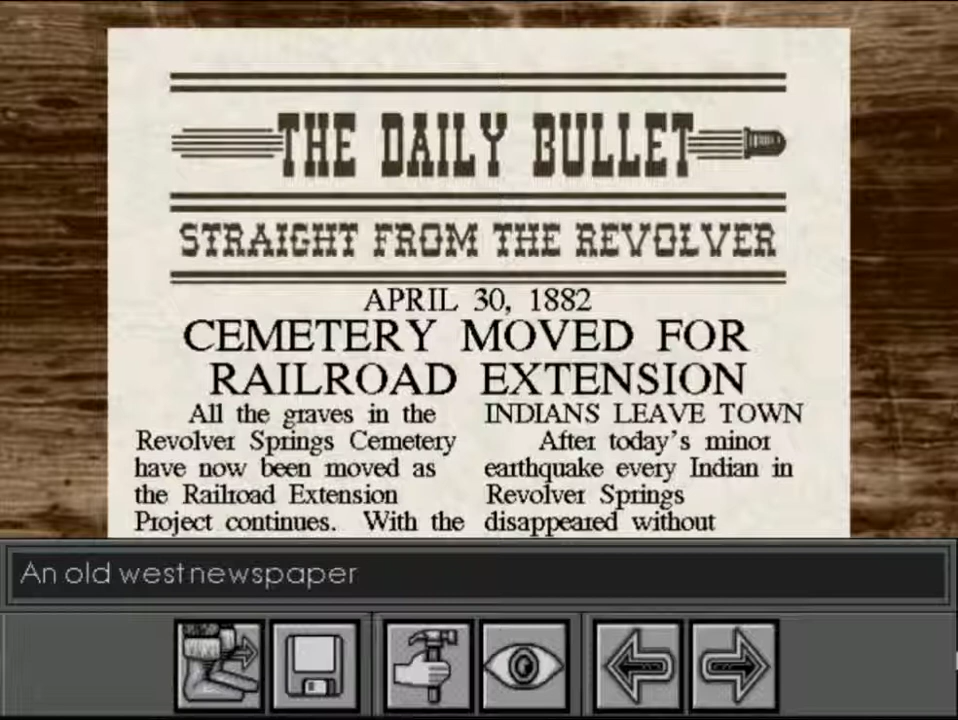 THE DAILY BULLET
STRAIGHT FROM THE REVOLVER
APRIL 30, 1882
CEMETERY MOVED FOR
RAILROAD EXTENSION
All the graves in the
Revolver Springs Cemetery
have now been moved as
the Railroad Extension
Project continues. With the
INDIANS LEAVE TOWN
After today's minor
earthquake every Indian in
Revolver Springs
disappeared without
An old west newspaper